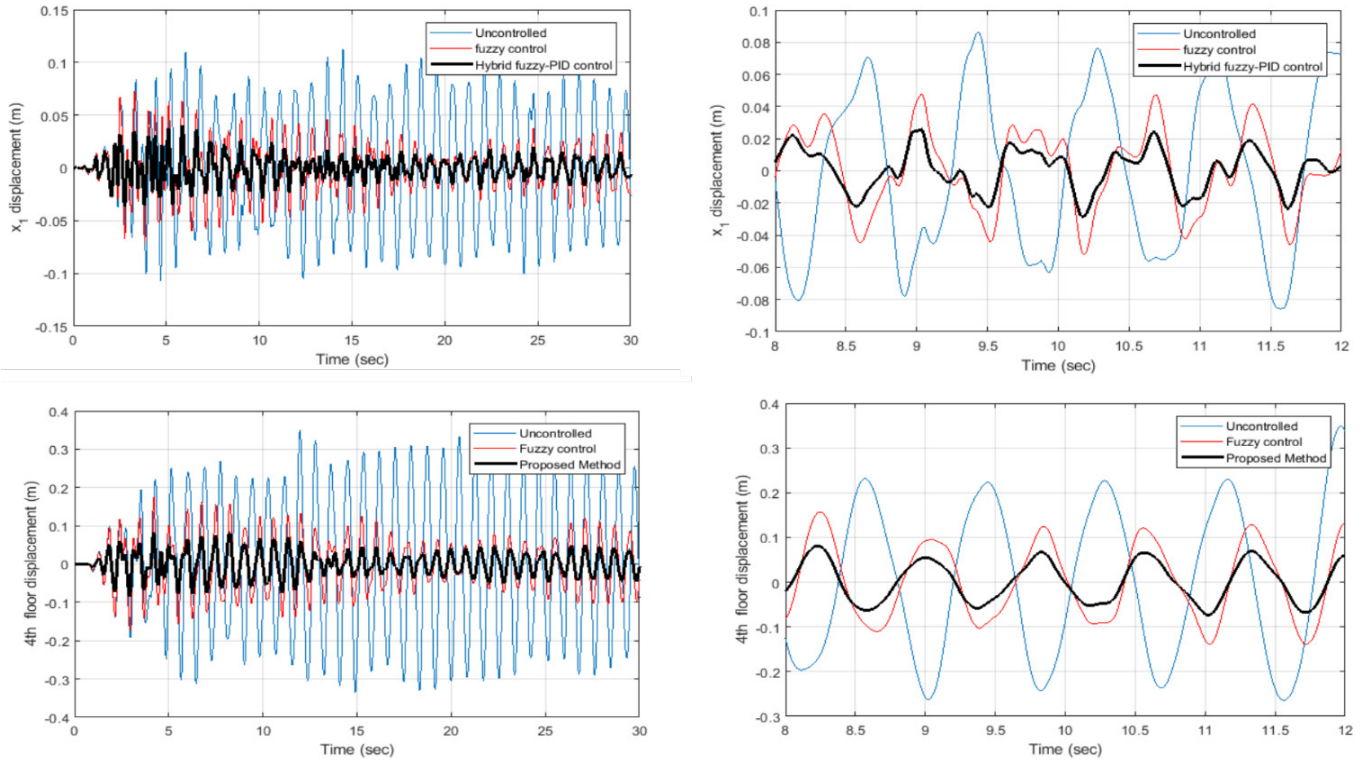 0.15
0.1
0.05
0
-0.05
-0.1
-0.15
x1 displacement (m)
Uncontrolled
fuzzy control
Hybrid fuzzy-PID control
0 5 10 15 20 25 30
Time (sec)
0.1
0.08
0.06
0.04
0.02
0
-0.02
-0.04
-0.06
-0.08
-0.1
x1 displacement (m)
Uncontrolled
fuzzy control
Hybrid fuzzy-PID control
8 8.5 9 9.5 10 10.5 11 11.5 12
Time (sec)
0.4
0.3
0.2
0.1
0
-0.1
-0.2
-0.3
-0.4
4th floor displacement (m)
Uncontrolled
Fuzzy control
Proposed Method
0 5 10 15 20 25 30
Time (sec)
0.4
0.3
0.2
0.1
0
-0.1
-0.2
-0.3
4th floor displacement (m)
Uncontrolled
Fuzzy control
Proposed Method
8 8.5 9 9.5 10 10.5 11 11.5 12
Time (sec)